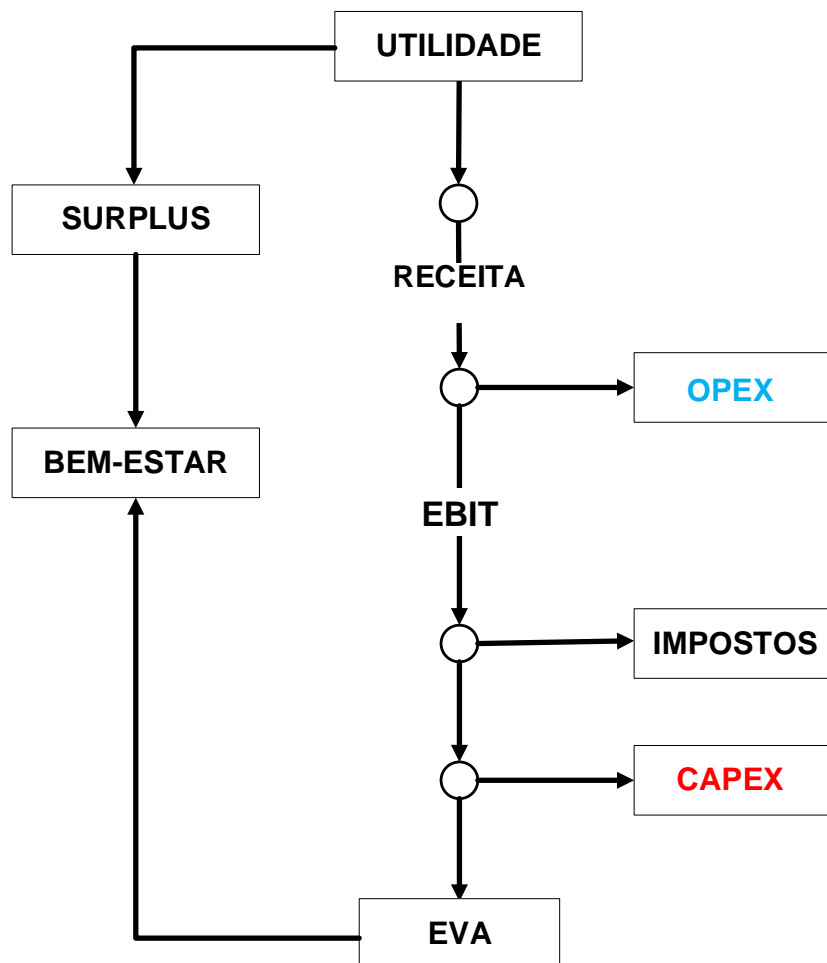 UTILIDADE
SURPLUS
RECEITA
OPEX
BEM-ESTAR
EBIT
IMPOSTOS
CAPEX
EVA